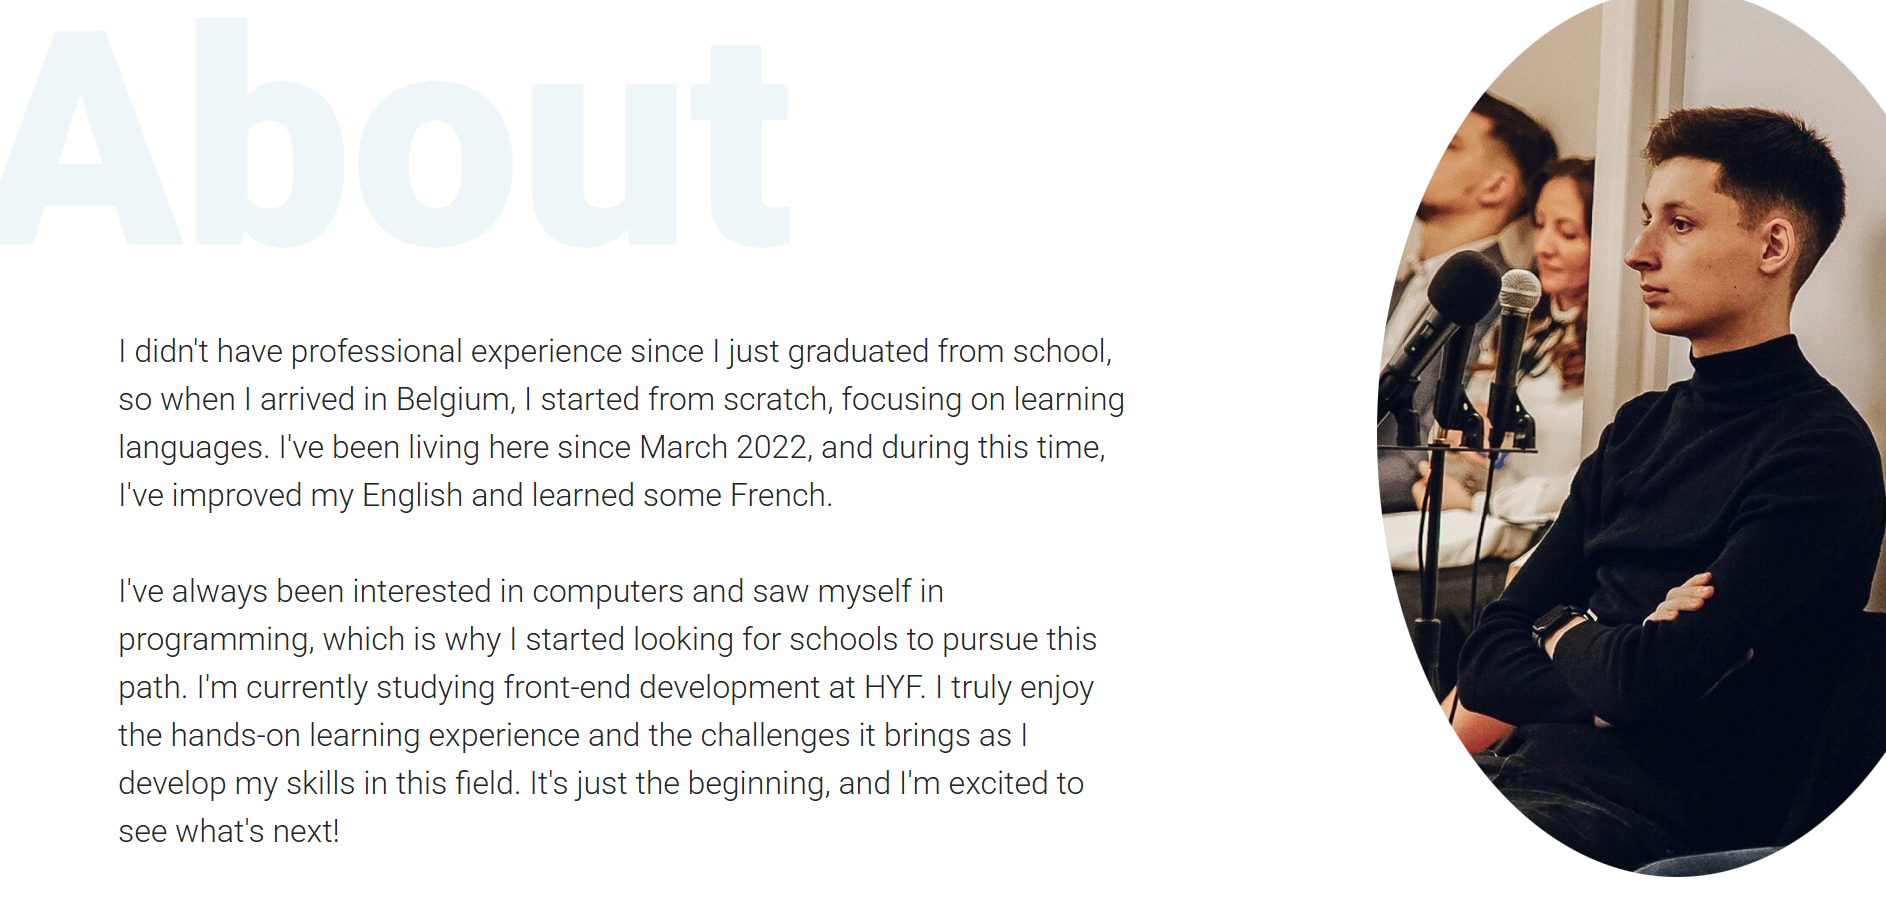 About
I didn't have professional experience since I just graduated from school,
so when I arrived in Belgium, I started from scratch, focusing on learning
languages. I've been living here since March 2022, and during this time,
I've improved my English and learned some French.
I've always been interested in computers and saw myself in
programming, which is why I started looking for schools to pursue this
path. I'm currently studying front-end development at HYF. I truly enjoy
the hands-on learning experience and the challenges it brings as I
develop my skills in this field. It's just the beginning, and I'm excited to
see what's next!